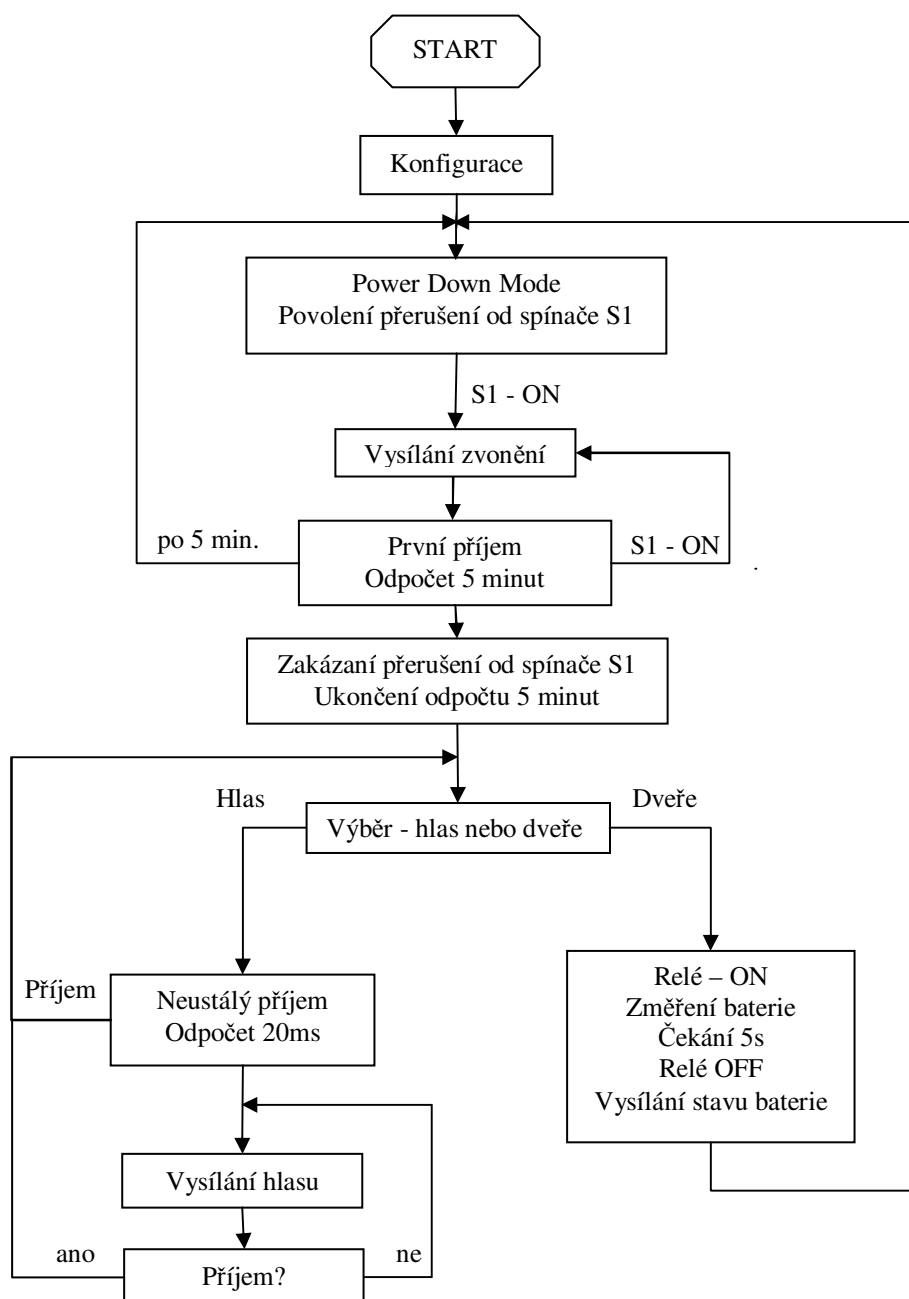 START
Konfigurace
Power Down Mode
Povolení přerušení od spínače S1
S1 - ON
Vysílání zvonění
po 5 min.
První příjem
Odpočet 5 minut
S1 - ON
.
Zakázaní přerušení od spínače S1
Ukončení odpočtu 5 minut
Hlas
Dveře
Výběr - hlas nebo dveře
Příjem
Neustálý příjem
Odpočet 20ms
Relé – ON
Změření baterie
Čekání 5s
Relé OFF
Vysílání stavu baterie
Vysílání hlasu
ano
ne
Příjem?